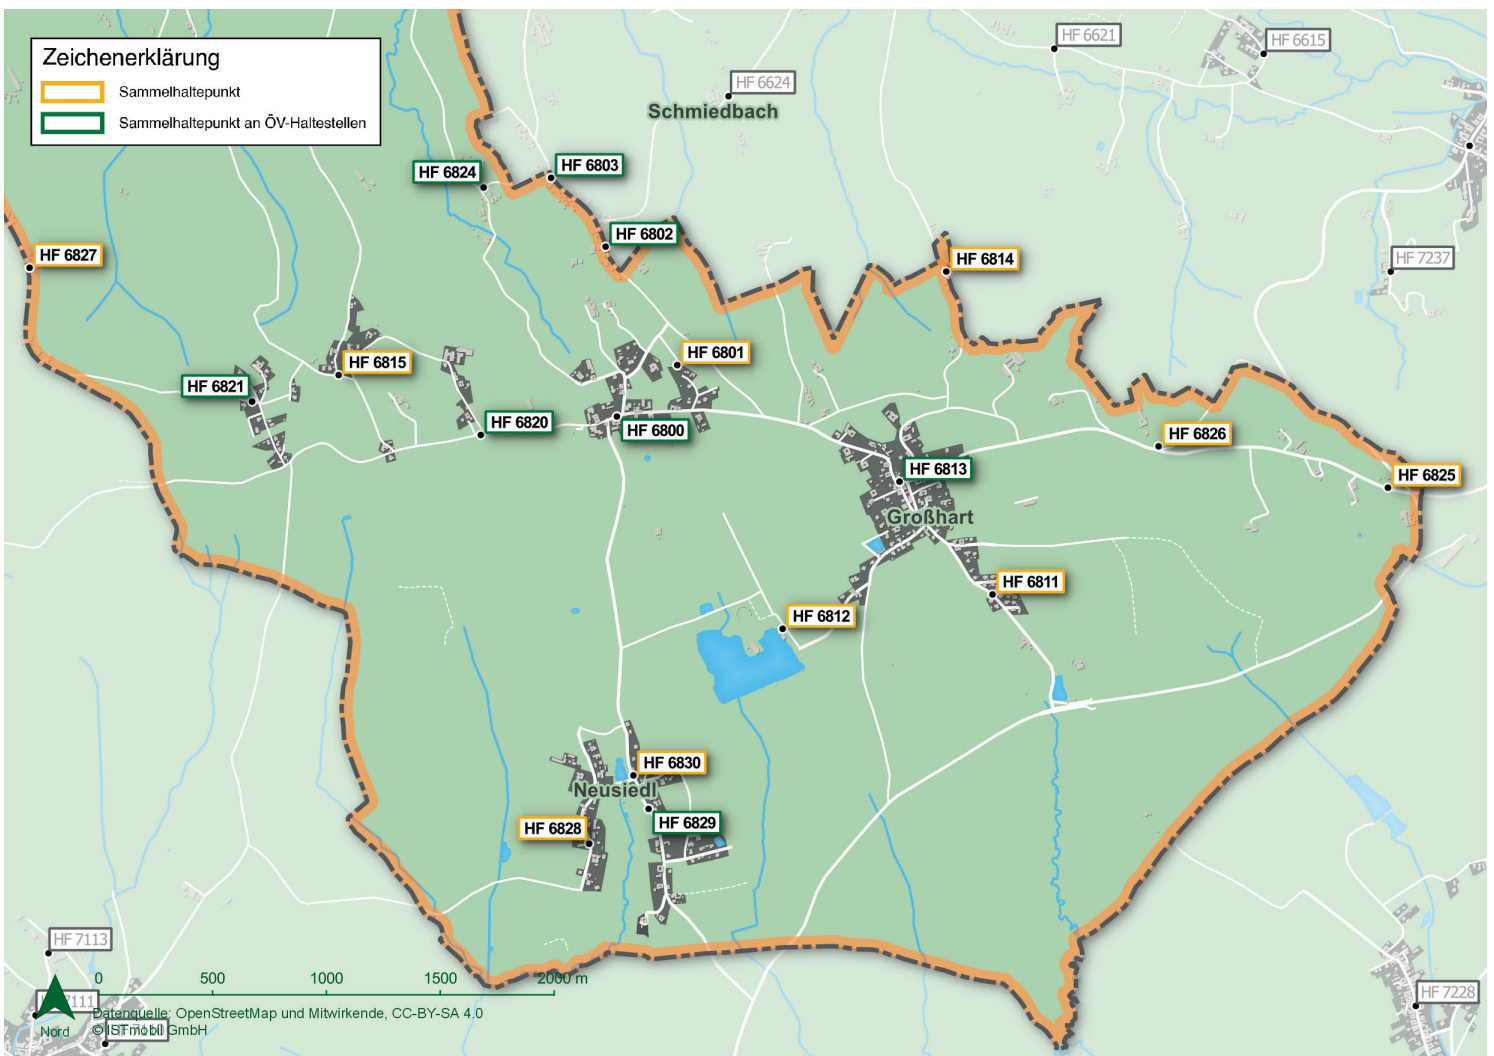 Zeichenerklärung
Sammelhaltepunkt
Sammelhaltepunkt an ÖV-Haltestellen
HF 6621
HF 6615
HF 6624
Schmiedbach
HF 6803
HF 6824
HF 6802
HF 6827
HF 6814
HF 7237
HF 6801
HF 6815
HF 6821
HF 6820
HF 6800
HF 6826
HF 6813
HF 6825
Großhart
HF 6811
HF 6812
HF 6830
Neusiedl
HF 6829
HF 6828
HF 7113
0 500 1000 1500 2000 m
HF 7228
7111
Datenquelle: OpenStreetMap und Mitwirkende, CC-BY-SA 4.0
Nord
© ISTmobil GmbH